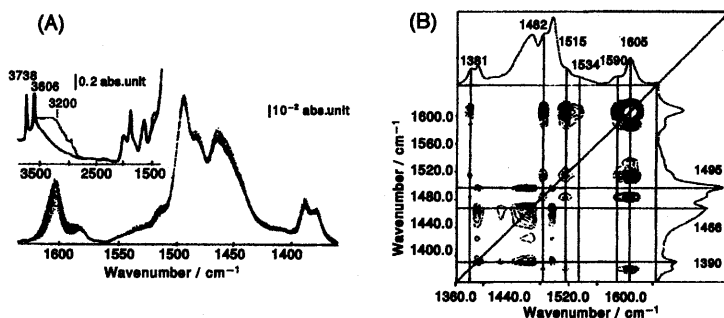 (A)
3738
3606
3200
0.2 abs.unit
3500 2500 1500
10⁻² abs.unit
1600 1550 1500 1450 1400
Wavenumber / cm⁻¹
(B)
1482
1381
1515
1605
1534
1590
1600.0
1560.0
1520.0
1480.0
1440.0
1400.0
Wavenumber / cm⁻¹
1495
1466
1390
1360.0 1440.0 1520.0 1600.0
Wavenumber / cm⁻¹